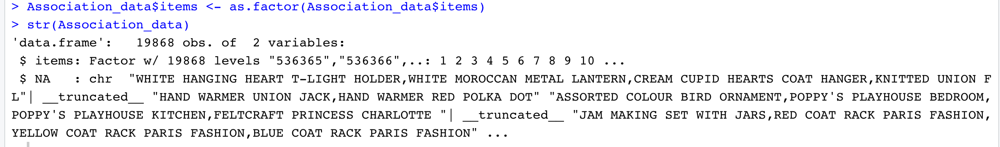 > Association_data$items <- as.factor(Association_data$items)
> str(Association_data)
'data.frame':   19868 obs. of  2 variables:
 $ items: Factor w/ 19868 levels "536365","536366",..: 1 2 3 4 5 6 7 8 9 10 ...
 $ NA   : chr  "WHITE HANGING HEART T-LIGHT HOLDER,WHITE MOROCCAN METAL LANTERN,CREAM CUPID HEARTS COAT HANGER,KNITTED UNION F
L"| __truncated__ "HAND WARMER UNION JACK,HAND WARMER RED POLKA DOT" "ASSORTED COLOUR BIRD ORNAMENT,POPPY'S PLAYHOUSE BEDROOM,
POPPY'S PLAYHOUSE KITCHEN,FELTCRAFT PRINCESS CHARLOTTE "| __truncated__ "JAM MAKING SET WITH JARS,RED COAT RACK PARIS FASHION,
YELLOW COAT RACK PARIS FASHION,BLUE COAT RACK PARIS FASHION" ...